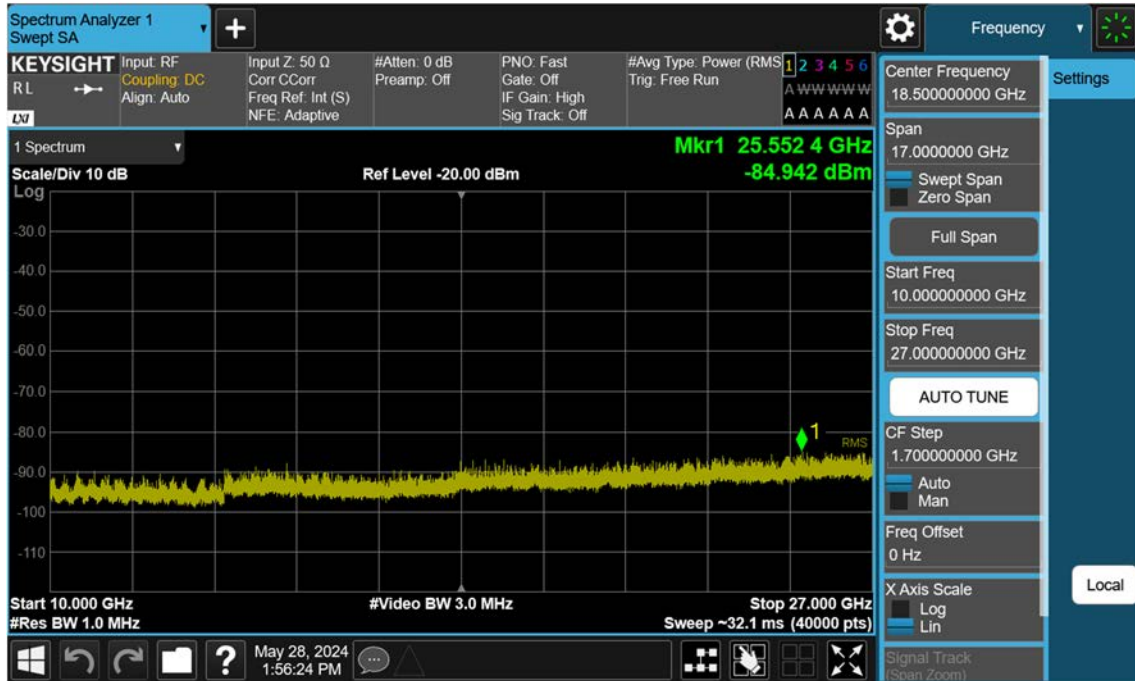 Spectrum Analyzer 1
Swept SA
Frequency
KEYSIGHT
R L
LXI
Input: RF
Coupling: DC
Align: Auto
Input Z: 50 Ω
Corr CCorr
Freq Ref: Int (S)
NFE: Adaptive
#Atten: 0 dB
Preamp: Off
PNO: Fast
Gate: Off
IF Gain: High
Sig Track: Off
#Avg Type: Power (RMS
Trig: Free Run
1 2 3 4 5 6
A W W W W W
A A A A A A
1 Spectrum
Scale/Div 10 dB
Log
Ref Level -20.00 dBm
Mkr1 25.552 4 GHz
-84.942 dBm
-30.0
-40.0
-50.0
-60.0
-70.0
-80.0
-90.0
-100
-110
1
RMS
Start 10.000 GHz
#Res BW 1.0 MHz
#Video BW 3.0 MHz
Stop 27.000 GHz
Sweep ~32.1 ms (40000 pts)
Center Frequency
18.500000000 GHz
Span
17.0000000 GHz
Swept Span
Zero Span
Full Span
Start Freq
10.000000000 GHz
Stop Freq
27.000000000 GHz
AUTO TUNE
CF Step
1.700000000 GHz
Auto
Man
Freq Offset
0 Hz
X Axis Scale
Log
Lin
Signal Track
(Span Zoom)
Settings
Local
?
May 28, 2024
1:56:24 PM